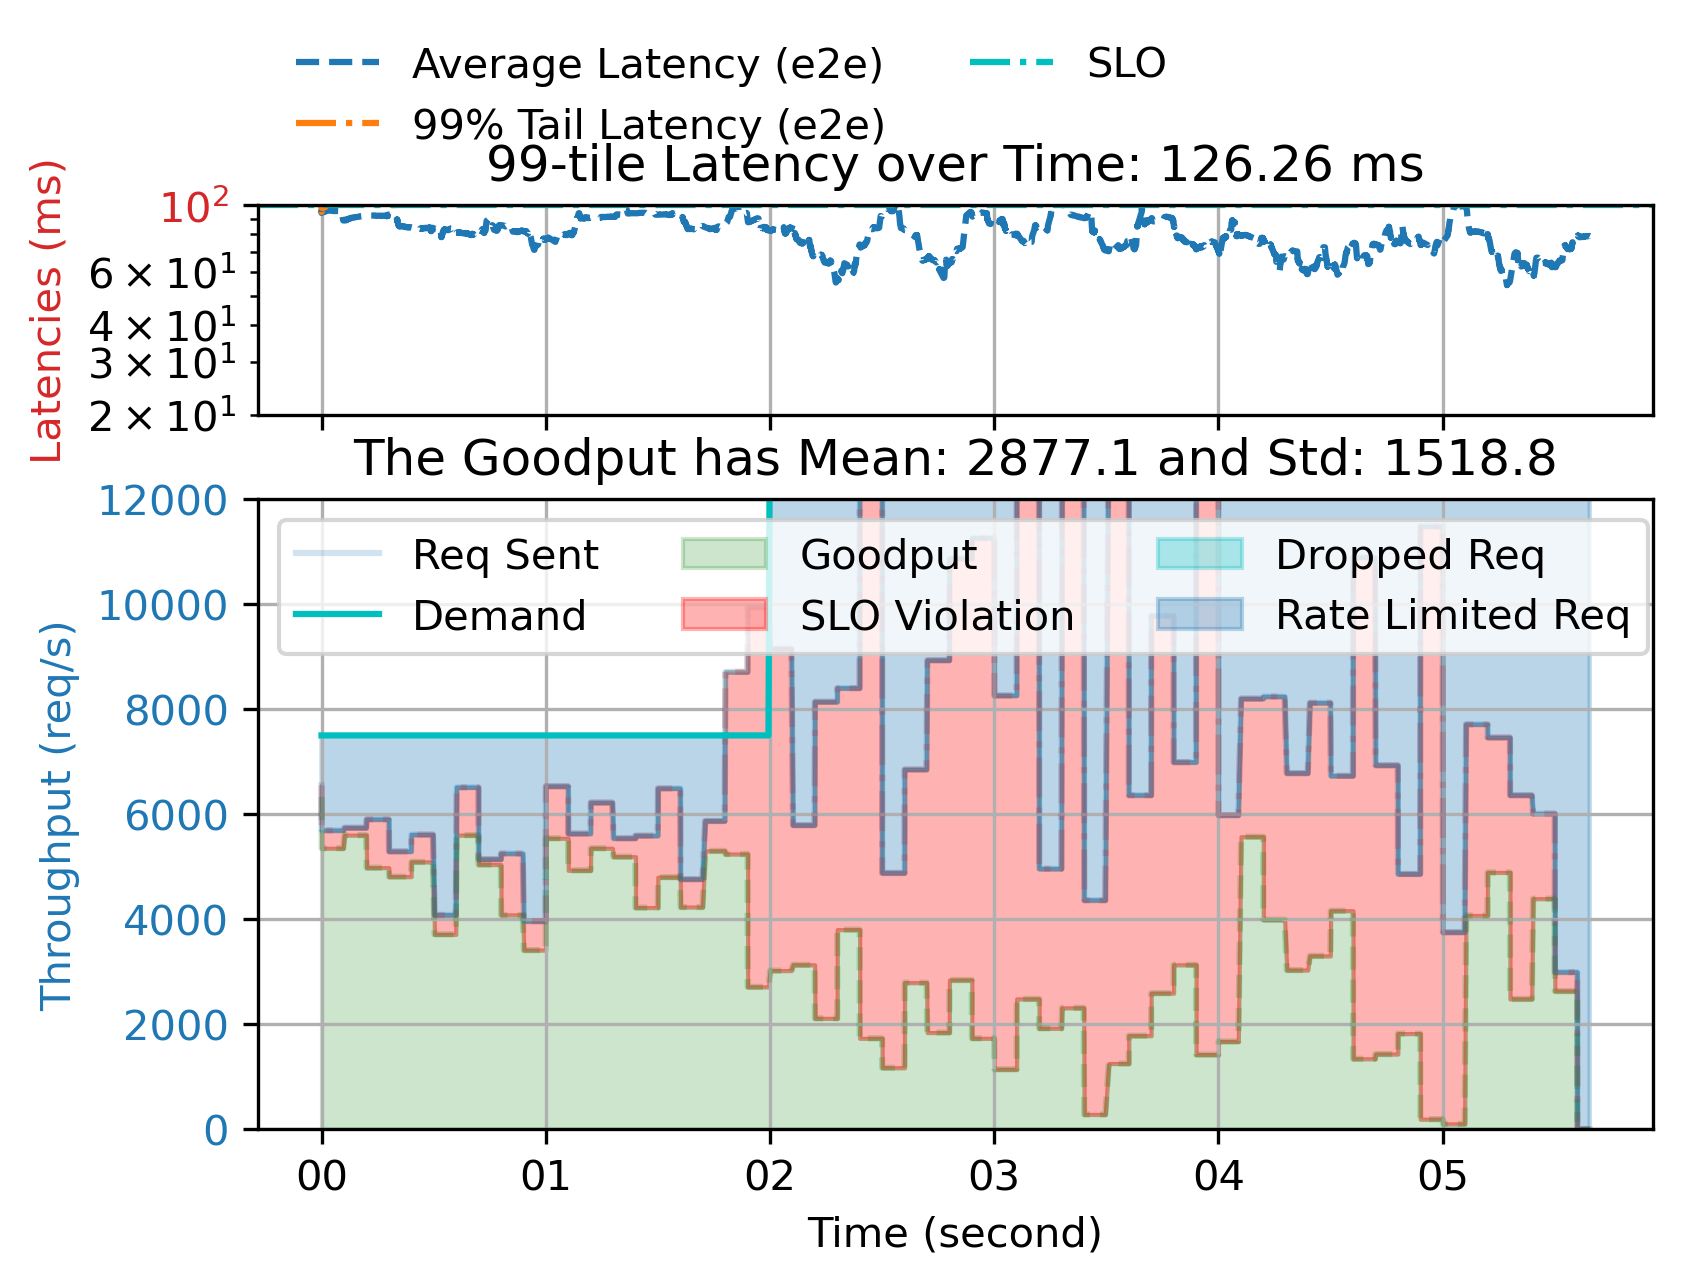 Average Latency (e2e) SLO
99% Tail Latency (e2e)
99-tile Latency over Time: 126.26 ms
Latencies (ms)
10²
6 × 10¹
4 × 10¹
3 × 10¹
2 × 10¹
The Goodput has Mean: 2877.1 and Std: 1518.8
Throughput (req/s)
12000
10000
8000
6000
4000
2000
0
Req Sent Goodput Dropped Req
Demand SLO Violation Rate Limited Req
00 01 02 03 04 05
Time (second)